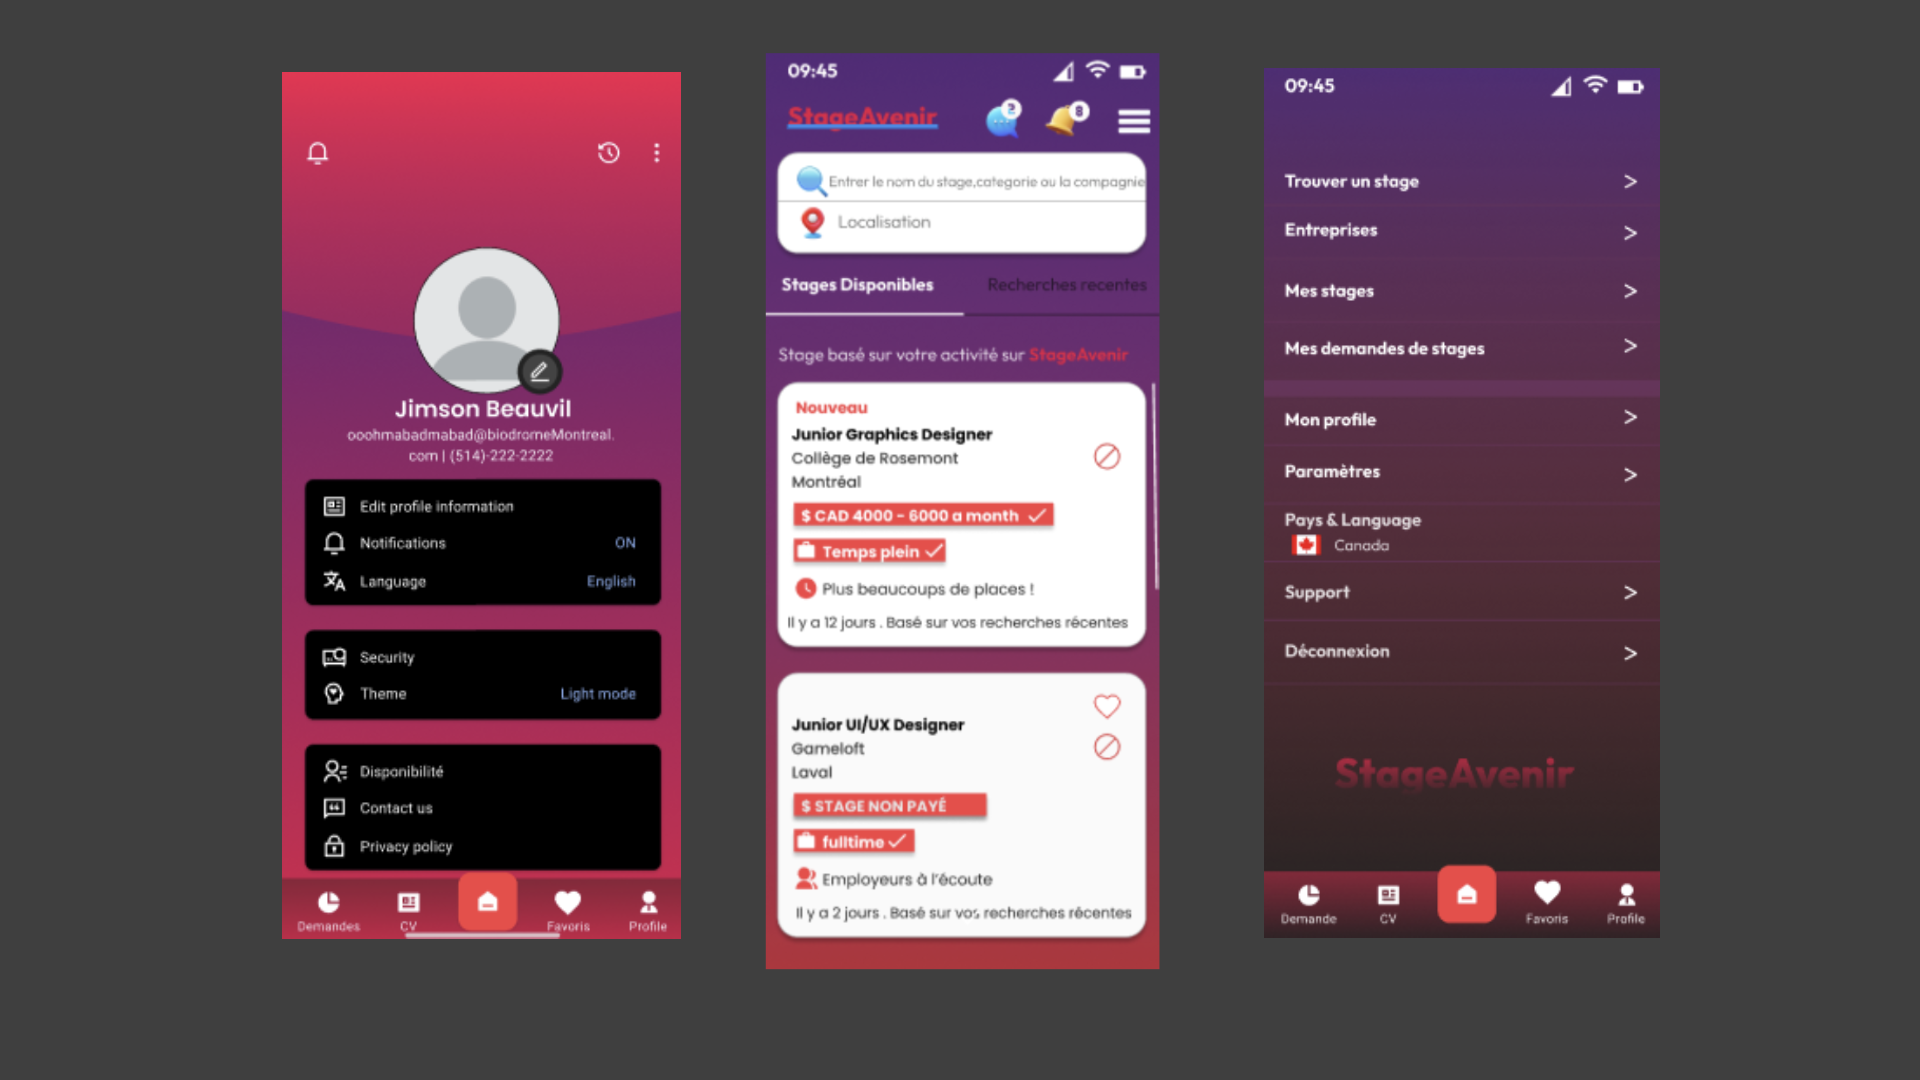 Jimson Beauvil
ooohmabadmabad@biodromeMontreal.
com | (514)-222-2222
Edit profile information
Notifications ON
Language English
Security
Theme Light mode
Disponibilité
Contact us
Privacy policy
Demandes CV Favoris Profile
09:45
StageAvenir 2 8
Entrer le nom du stage,categorie ou la compagnie
Localisation
Stages Disponibles Recherches recentes
Stage basé sur votre activité sur StageAvenir
Nouveau
Junior Graphics Designer
Collège de Rosemont
Montréal
$ CAD 4000 - 6000 a month
Temps plein
Plus beaucoups de places !
Il y a 12 jours . Basé sur vos recherches récentes
Junior UI/UX Designer
Gameloft
Laval
$ STAGE NON PAYÉ
fulltime
Employeurs à l'écoute
Il y a 2 jours . Basé sur vos recherches récentes
09:45
Trouver un stage >
Entreprises >
Mes stages >
Mes demandes de stages >
Mon profile >
Paramètres >
Pays & Language
Canada
Support >
Déconnexion >
StageAvenir
Demande CV Favoris Profile